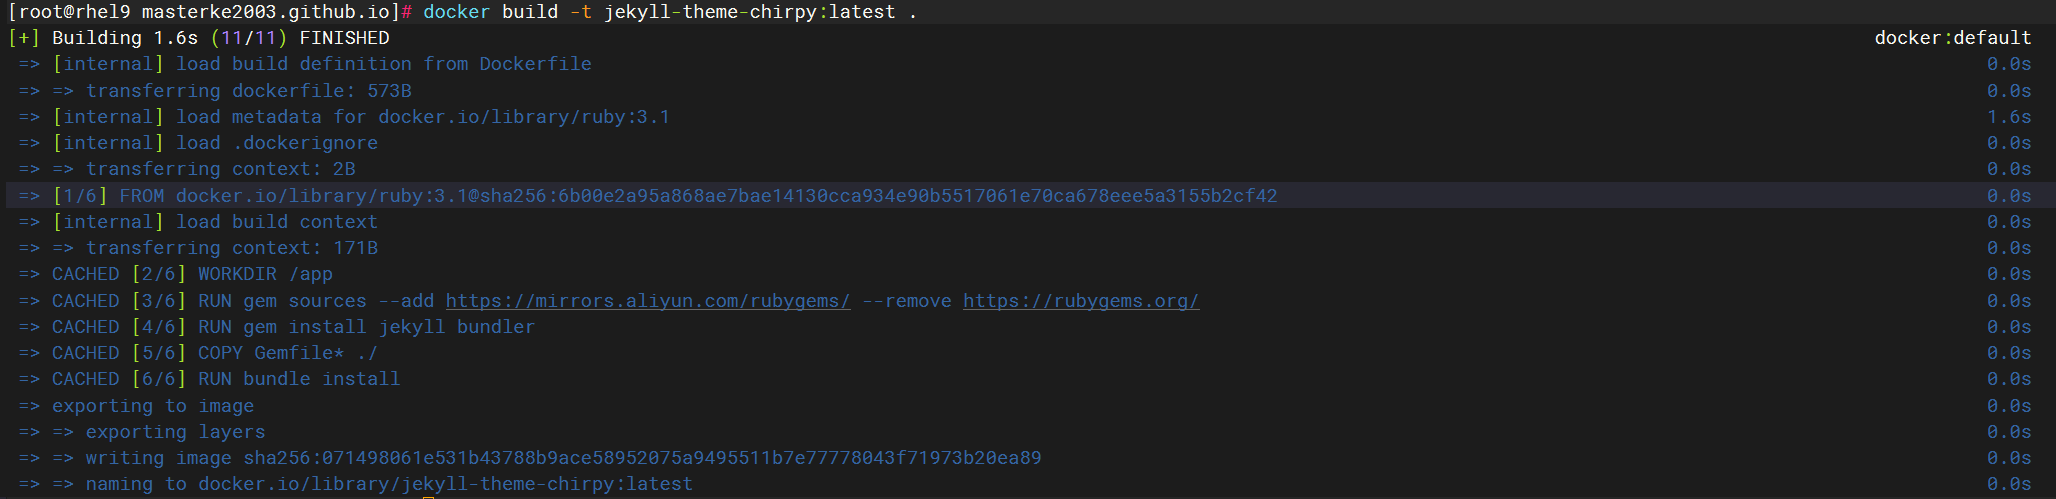 [root@rhel9 masterke2003.github.io]# docker build -t jekyll-theme-chirpy:latest .
[+] Building 1.6s (11/11) FINISHED docker:default
=> [internal] load build definition from Dockerfile 0.0s
=> => transferring dockerfile: 573B 0.0s
=> [internal] load metadata for docker.io/library/ruby:3.1 1.6s
=> [internal] load .dockerignore 0.0s
=> => transferring context: 2B 0.0s
=> [1/6] FROM docker.io/library/ruby:3.1@sha256:6b00e2a95a868ae7bae14130cca934e90b5517061e70ca678eee5a3155b2cf42 0.0s
=> [internal] load build context 0.0s
=> => transferring context: 171B 0.0s
=> CACHED [2/6] WORKDIR /app 0.0s
=> CACHED [3/6] RUN gem sources --add https://mirrors.aliyun.com/rubygems/ --remove https://rubygems.org/ 0.0s
=> CACHED [4/6] RUN gem install jekyll bundler 0.0s
=> CACHED [5/6] COPY Gemfile* ./ 0.0s
=> CACHED [6/6] RUN bundle install 0.0s
=> exporting to image 0.0s
=> => exporting layers 0.0s
=> => writing image sha256:071498061e531b43788b9ace58952075a9495511b7e77778043f71973b20ea89 0.0s
=> => naming to docker.io/library/jekyll-theme-chirpy:latest 0.0s